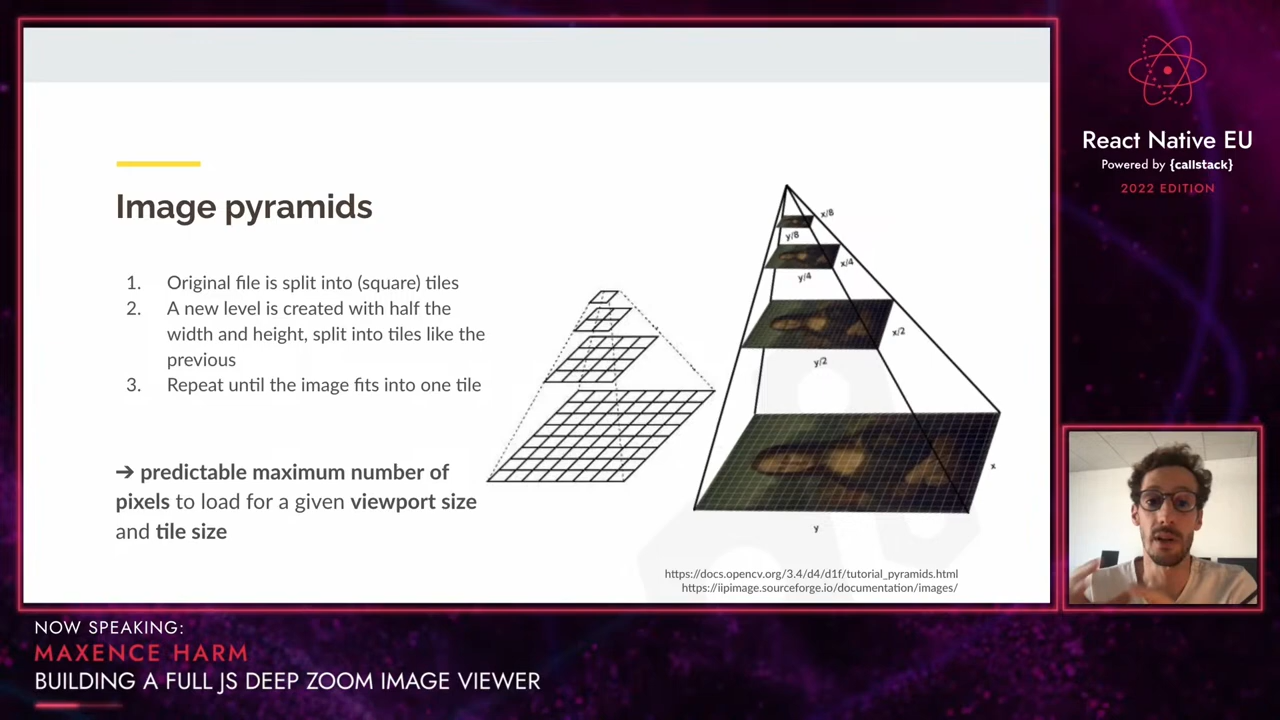 Image pyramids
1. Original file is split into (square) tiles
2. A new level is created with half the
width and height, split into tiles like the
previous
3. Repeat until the image fits into one tile
➔ predictable maximum number of
pixels to load for a given viewport size
and tile size
x/8
y/8
x/4
y/4
x/2
y/2
x
y
https://docs.opencv.org/3.4/d4/d1f/tutorial_pyramids.html
https://iipimage.sourceforge.io/documentation/images/
React Native EU
Powered by {callstack}
2022 EDITION
NOW SPEAKING:
MAXENCE HARM
BUILDING A FULL JS DEEP ZOOM IMAGE VIEWER